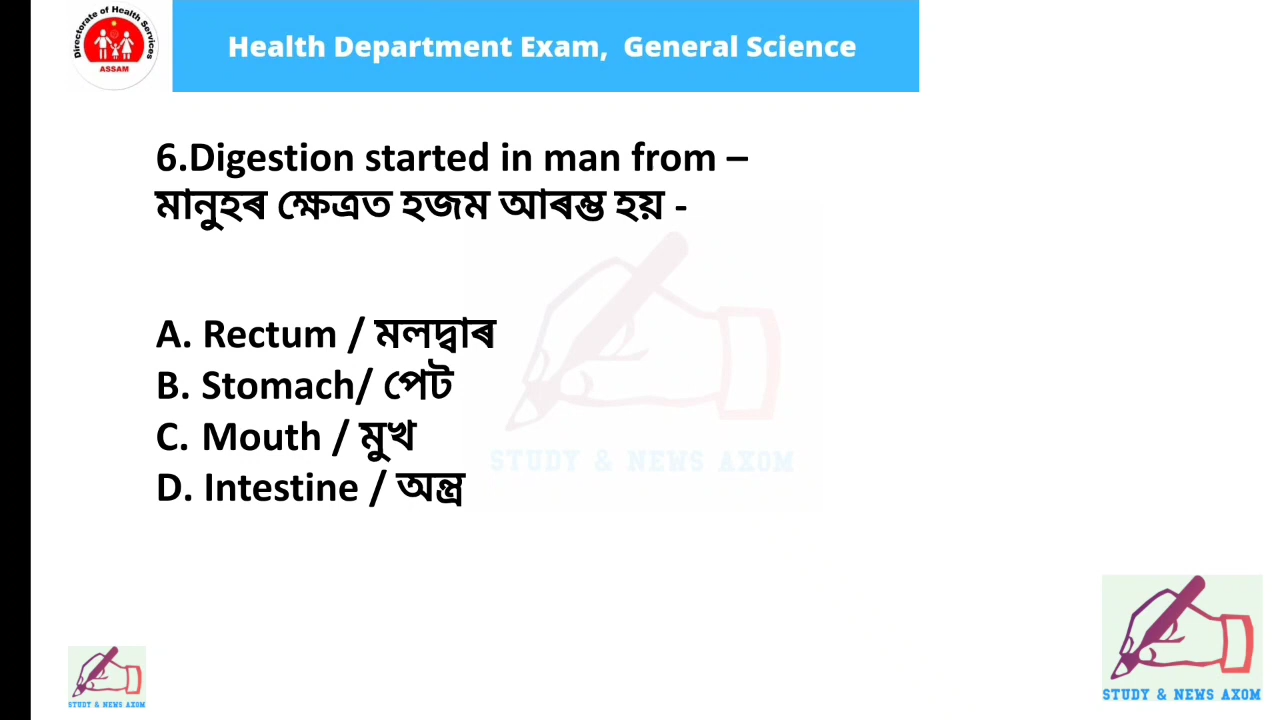 Directorate of Health Services
ASSAM
Health Department Exam, General Science
6.Digestion started in man from –
মানুহৰ ক্ষেত্ৰত হজম আৰম্ভ হয় -
A. Rectum / মলদ্বাৰ
B. Stomach/ পেট
C. Mouth / মুখ
D. Intestine / অন্ত্ৰ
STUDY & NEWS AXOM
STUDY & NEWS AXOM
STUDY & NEWS AXOM